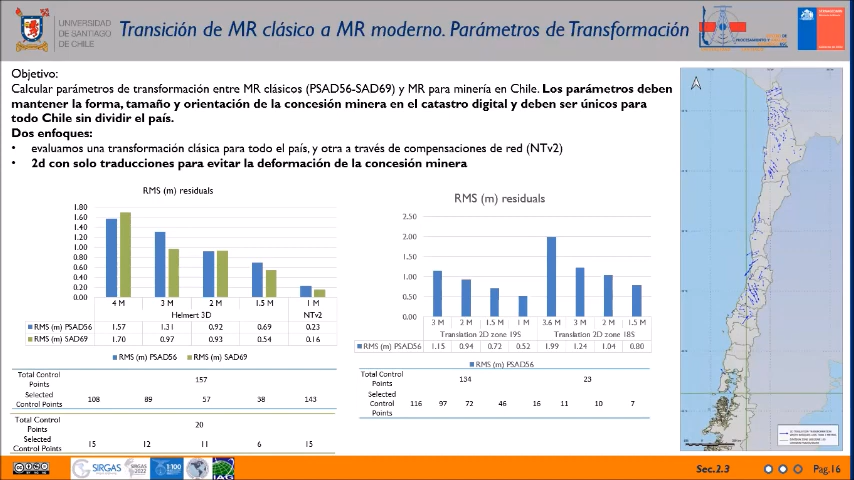 UNIVERSIDAD
DE SANTIAGO
DE CHILE
Transición de MR clásico a MR moderno. Parámetros de Transformación
Objetivo:
Calcular parámetros de transformación entre MR clásicos (PSAD56-SAD69) y MR para minería en Chile. Los parámetros deben
mantener la forma, tamaño y orientación de la concesión minera en el catastro digital y deben ser únicos para
todo Chile sin dividir el país.
Dos enfoques:
• evaluamos una transformación clásica para todo el país, y otra a través de compensaciones de red (NTv2)
• 2d con solo traducciones para evitar la deformación de la concesión minera
RMS (m) residuals
1.80
1.60
1.40
1.20
1.00
0.80
0.60
0.40
0.20
0.00
4 M 3 M 2 M 1.5 M 1 M
Helmert 3D NTv2
RMS (m) PSAD56 1.57 1.31 0.92 0.69 0.23
RMS (m) SAD69 1.70 0.97 0.93 0.54 0.16
RMS (m) PSAD56 RMS (m) SAD69
Total Control Points 157
Selected Control Points 108 89 57 38 143
Total Control Points 20
Selected Control Points 15 12 11 6 15
RMS (m) residuals
2.50
2.00
1.50
1.00
0.50
0.00
3 M 2 M 1.5 M 1 M 3.6 M 3 M 2 M 1.5 M
Translation 2D zone 19S Translation 2D zone 18S
RMS (m) PSAD56 1.15 0.94 0.72 0.52 1.99 1.24 1.04 0.80
RMS (m) PSAD56
Total Control Points 134 23
Selected Control Points 116 97 72 46 16 11 10 7
SIRGAS
SIRGAS
2022
1:100
IAG
Sec.2.3
Pag.16